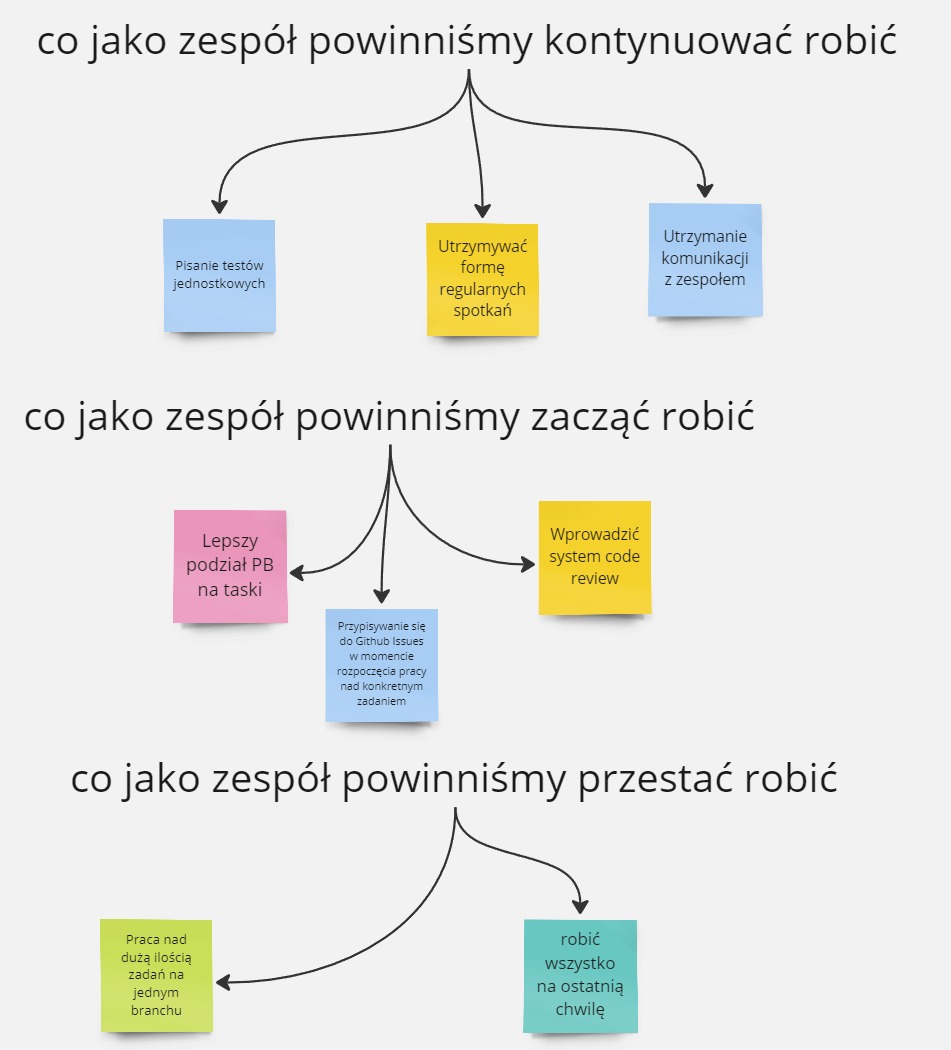 co jako zespół powinniśmy kontynuować robić
Pisanie testów
jednostkowych
Utrzymywać
formę
regularnych
spotkań
Utrzymanie
komunikacji
z zespołem
co jako zespół powinniśmy zacząć robić
Lepszy
podział PB
na taski
Przypisywanie się
do Github Issues
w momencie
rozpoczęcia pracy
nad konkretnym
zadaniem
Wprowadzić
system code
review
co jako zespół powinniśmy przestać robić
Praca nad
dużą ilością
zadań na
jednym
branchu
robić
wszystko
na ostatnią
chwilę